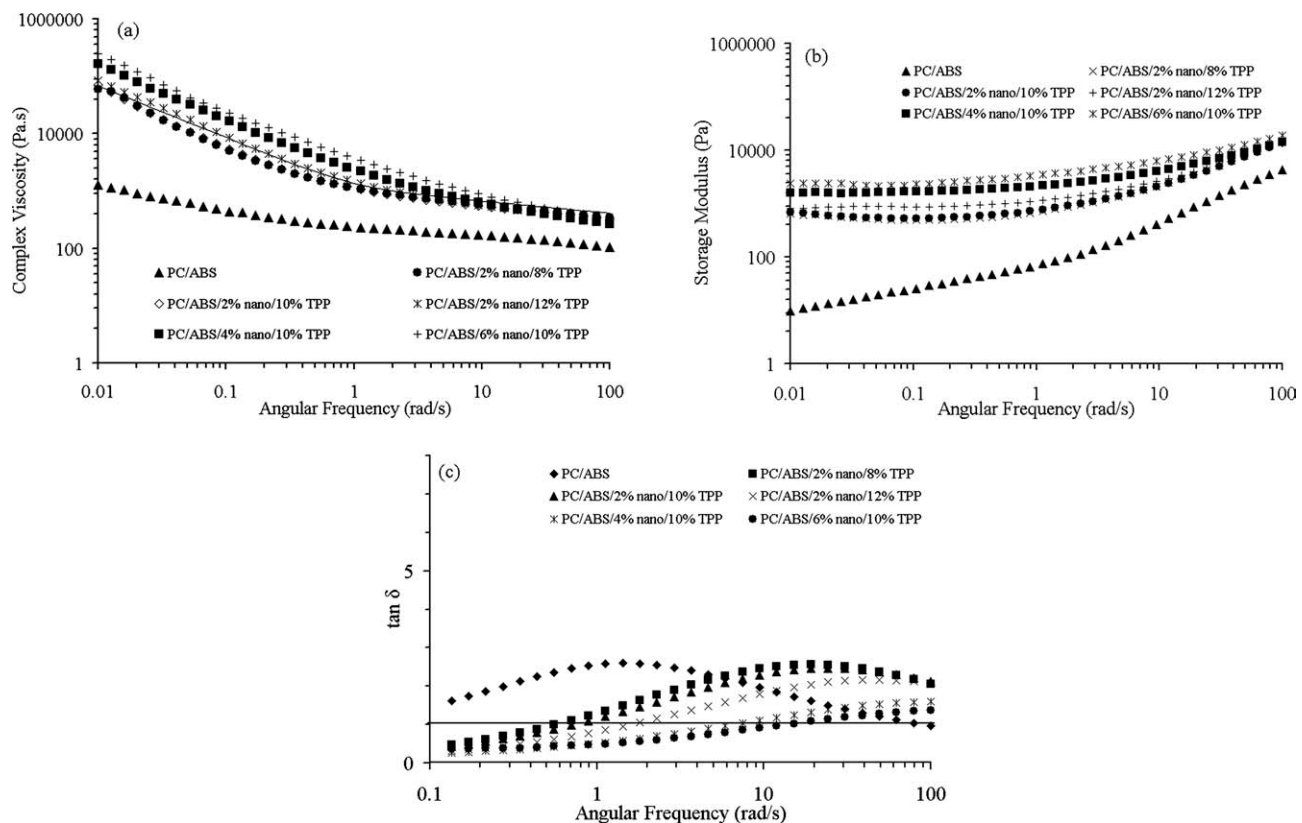 (a)
1000000
10000
100
1
Complex Viscosity (Pa.s)
PC/ABS
PC/ABS/2% nano/8% TPP
PC/ABS/2% nano/10% TPP
PC/ABS/2% nano/12% TPP
PC/ABS/4% nano/10% TPP
PC/ABS/6% nano/10% TPP
0.01 0.1 1 10 100
Angular Frequency (rad/s)
(b)
1000000
10000
100
1
Storage Modulus (Pa)
PC/ABS
PC/ABS/2% nano/8% TPP
PC/ABS/2% nano/10% TPP
PC/ABS/2% nano/12% TPP
PC/ABS/4% nano/10% TPP
PC/ABS/6% nano/10% TPP
0.01 0.1 1 10 100
Angular Frequency (rad/s)
(c)
5
0
tan δ
PC/ABS
PC/ABS/2% nano/8% TPP
PC/ABS/2% nano/10% TPP
PC/ABS/2% nano/12% TPP
PC/ABS/4% nano/10% TPP
PC/ABS/6% nano/10% TPP
0.1 1 10 100
Angular Frequency (rad/s)